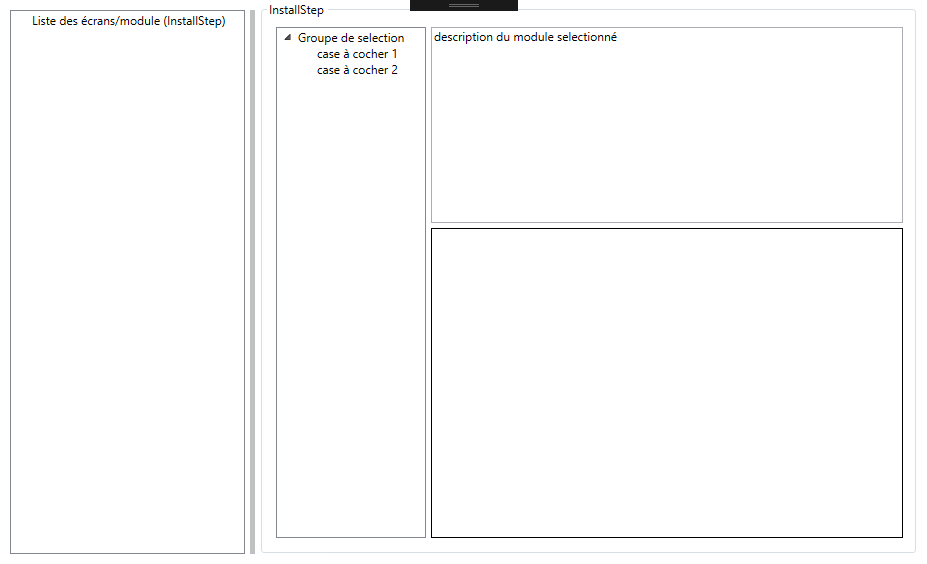 Liste des écrans/module (InstallStep)
InstallStep
Groupe de selection
case à cocher 1
case à cocher 2
description du module selectionné